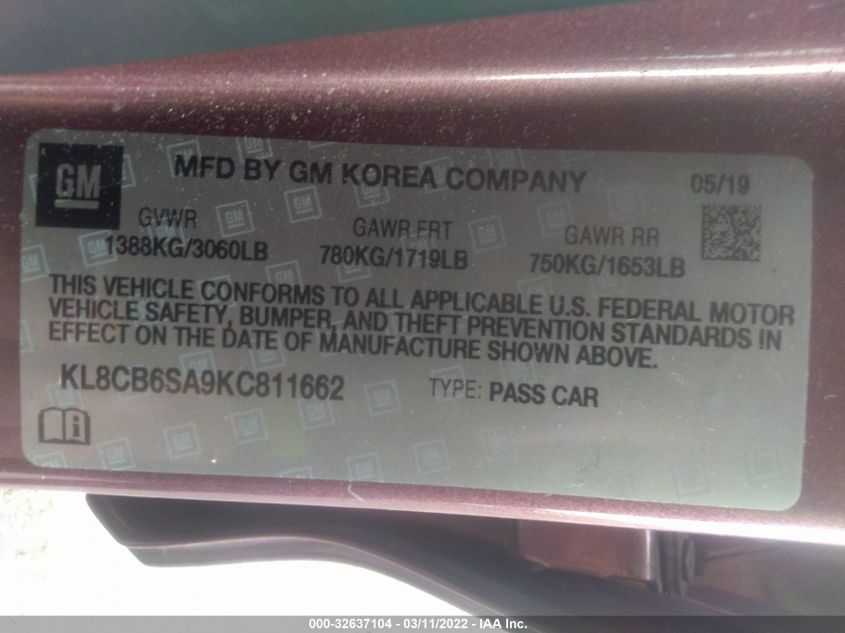 GM MFD BY GM KOREA COMPANY 05/19
GVWR GAWR FRT GAWR RR
1388KG/3060LB 780KG/1719LB 750KG/1653LB
THIS VEHICLE CONFORMS TO ALL APPLICABLE U.S. FEDERAL MOTOR
VEHICLE SAFETY, BUMPER, AND THEFT PREVENTION STANDARDS IN
EFFECT ON THE DATE OF MANUFACTURE SHOWN ABOVE.
KL8CB6SA9KC811662 TYPE: PASS CAR
000-32637104 - 03/11/2022 - IAA Inc.